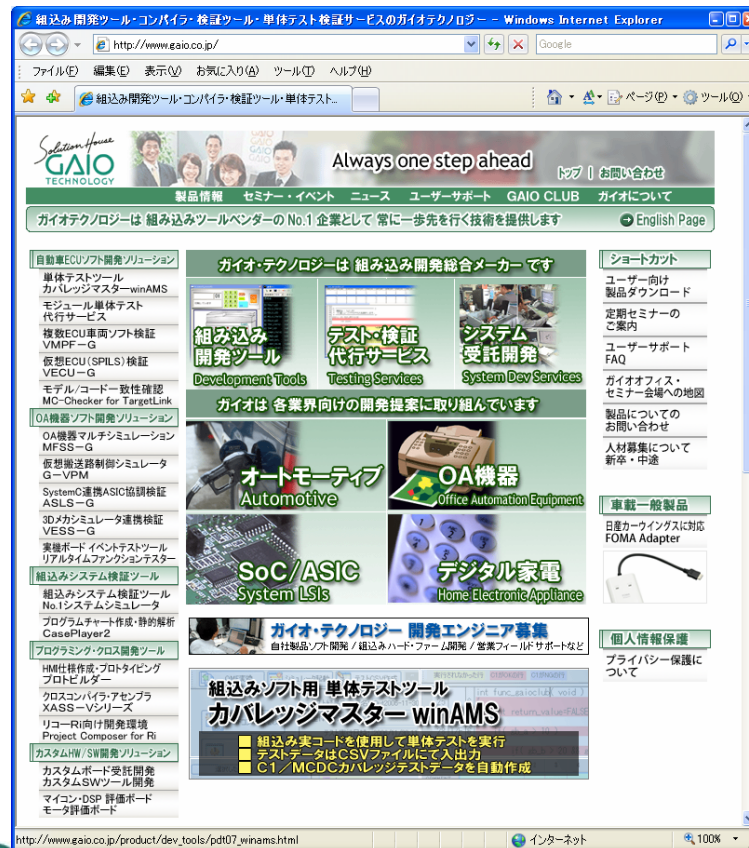 組込み開発ツール・コンパイラ・検証ツール・単体テスト検証サービスのガイオテクノロジー - Windows Internet Explorer
http://www.gaio.co.jp/
Google
ファイル(F) 編集(E) 表示(V) お気に入り(A) ツール(T) ヘルプ(H)
組込み開発ツール・コンパイラ・検証ツール・単体テスト...
ページ(P) ツール(O)
Solution House
GAIO
TECHNOLOGY
Always one step ahead
トップ | お問い合わせ
製品情報 セミナー・イベント ニュース ユーザーサポート GAIO CLUB ガイオについて
ガイオテクノロジーは 組み込みツールベンダーの No.1 企業として 常に一歩先を行く技術を提供します
English Page
自動車ECUソフト開発ソリューション
単体テストツール
カバレッジマスターwinAMS
モジュール単体テスト
代行サービス
複数ECU車両ソフト検証
VMPF-G
仮想ECU(SPILS)検証
VECU-G
モデル/コード一致性確認
MC-Checker for TargetLink
OA機器ソフト開発ソリューション
OA機器マルチシミュレーション
MFSS-G
仮想搬送路制御シミュレータ
G-VPM
SystemC連携ASIC協調検証
ASLS-G
3Dメカシミュレータ連携検証
VESS-G
実機ボード イベントテストツール
リアルタイムファンクションテスター
組込みシステム検証ツール
組込みシステム検証ツール
No.1システムシミュレータ
プログラムチャート作成・静的解析
CasePlayer2
プログラミング・クロス開発ツール
HMI仕様作成・プロトタイピング
プロトビルダー
クロスコンパイラ・アセンブラ
XASS-Vシリーズ
リコーRi向け開発環境
Project Composer for Ri
カスタムHW/SW開発ソリューション
カスタムボード受託開発
カスタムSWツール開発
マイコン・DSP 評価ボード
モータ評価ボード
ガイオ・テクノロジーは 組み込み開発総合メーカー です
組み込み
開発ツール
Development Tools
テスト・検証
代行サービス
Testing Services
システム
受託開発
System Dev Services
ガイオは 各業界向けの開発提案に取り組んでいます
オートモーティブ
Automotive
OA機器
Office Automation Equipment
SoC/ASIC
System LSIs
デジタル家電
Home Electronic Appliance
ガイオ・テクノロジー 開発エンジニア募集
自社製品ソフト開発 / 組込みハード・ファーム開発 / 営業フィールドサポートなど
組込みソフト用 単体テストツール
カバレッジマスター winAMS
組込み実コードを使用して単体テストを実行
テストデータはCSVファイルにて入出力
C1/MCDCカバレッジテストデータを自動作成
ショートカット
ユーザー向け
製品ダウンロード
定期セミナーの
ご案内
ユーザーサポート
FAQ
ガイオオフィス・
セミナー会場への地図
製品についての
お問い合わせ
人材募集について
新卒・中途
車載一般製品
日産カーウイングスに対応
FOMA Adapter
個人情報保護
プライバシー保護に
ついて
http://www.gaio.co.jp/product/dev_tools/pdt07_winams.html
インターネット
100%